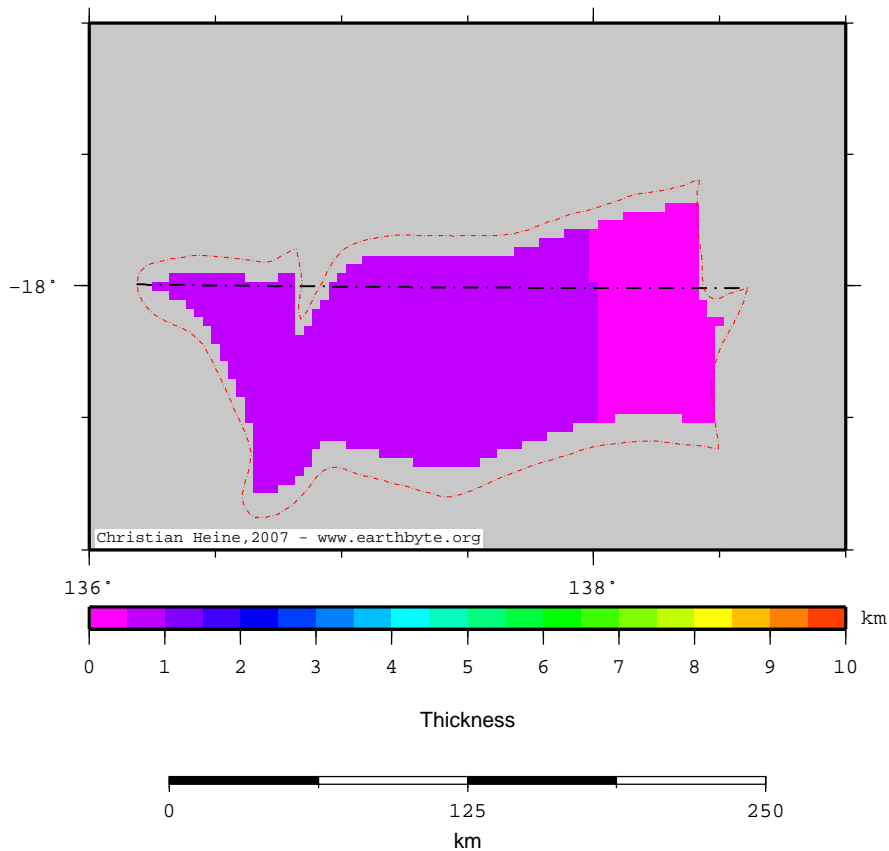 −18°
Christian Heine,2007 - www.earthbyte.org
136° 138°
km
0 1 2 3 4 5 6 7 8 9 10
Thickness
0 125 250
km